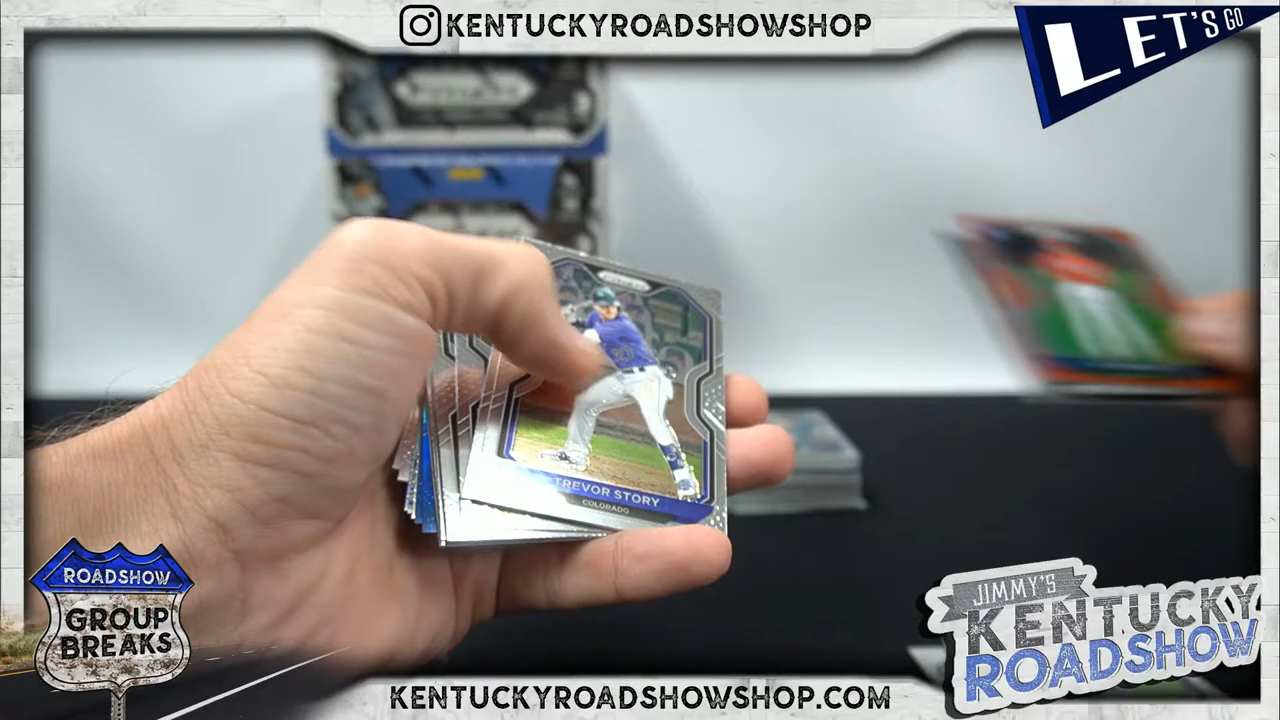 KENTUCKYROADSHOWSHOP
LET'S GO
TREVOR STORY
COLORADO
ROADSHOW
GROUP
BREAKS
JIMMY'S
KENTUCKY
ROADSHOW
KENTUCKYROADSHOWSHOP.COM